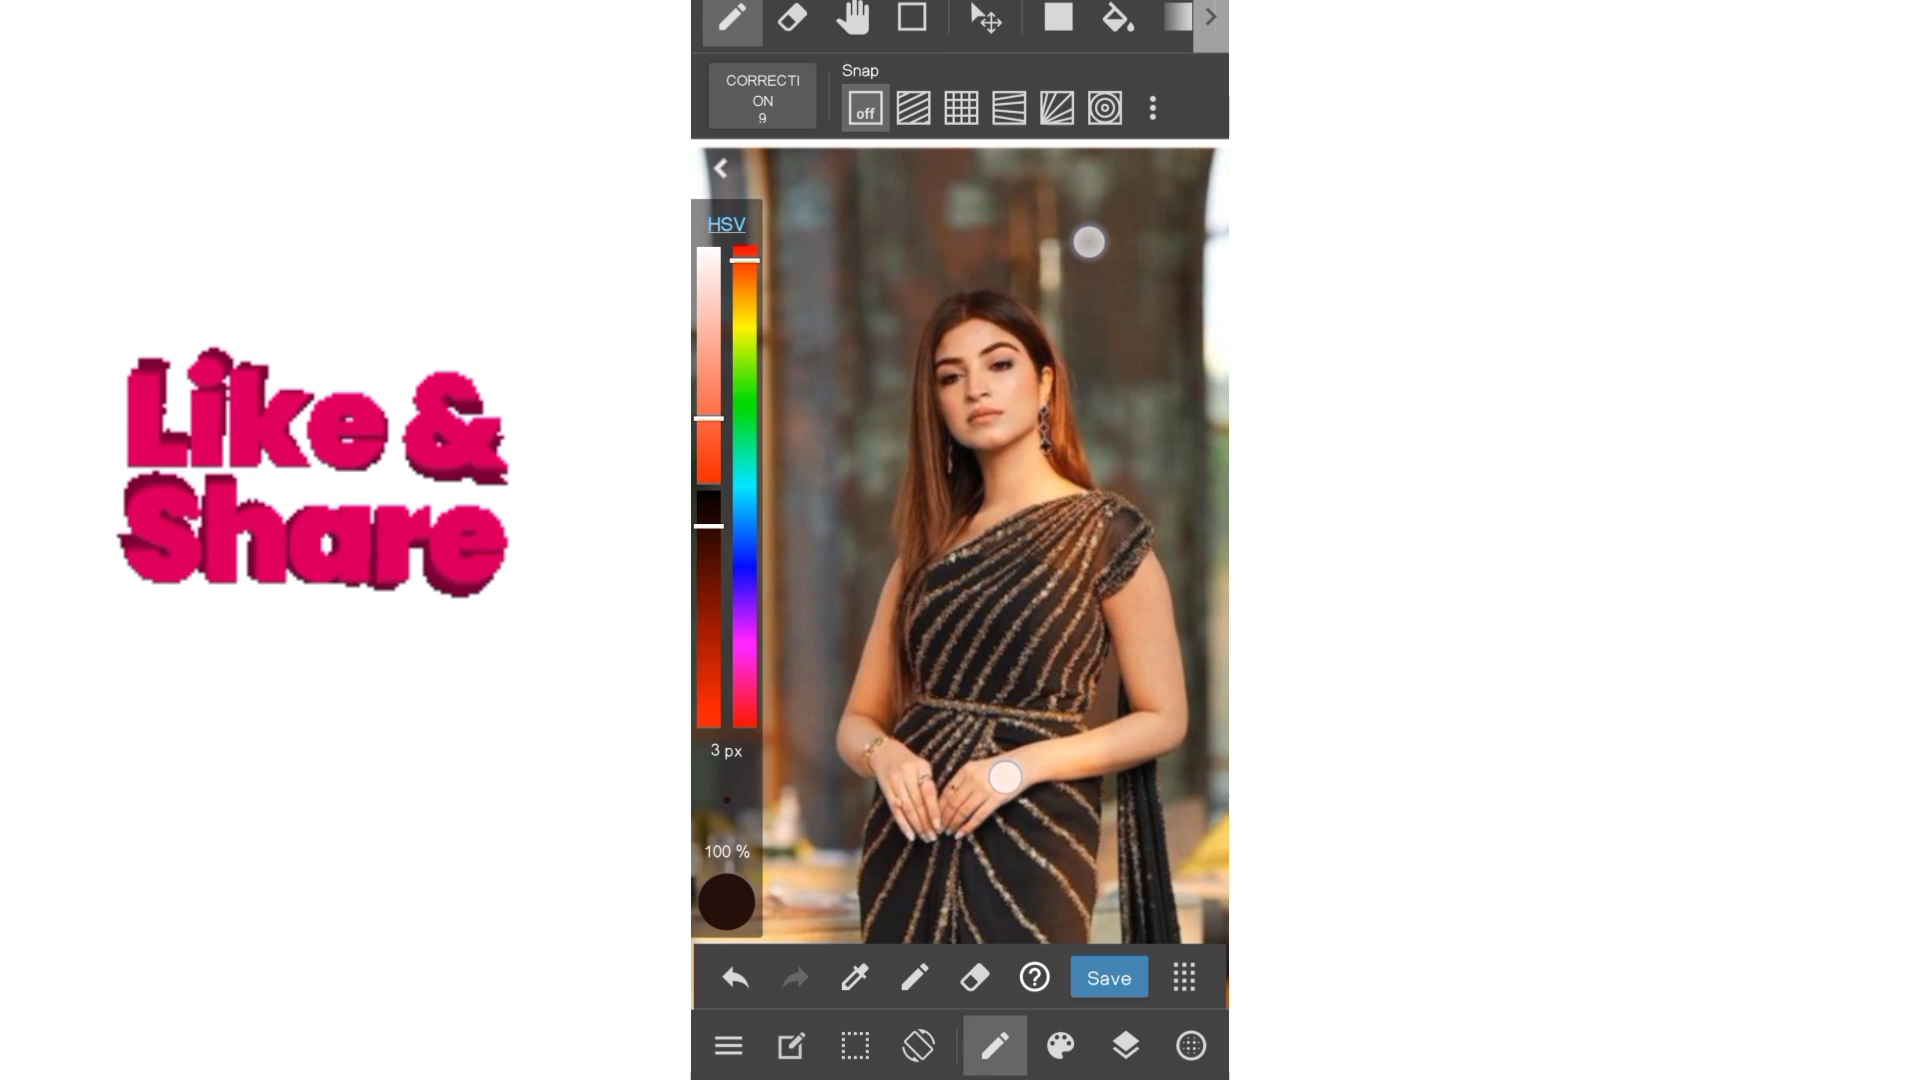 Like &
Share
CORRECTI
ON
9
Snap
off
HSV
3 px
100 %
Save